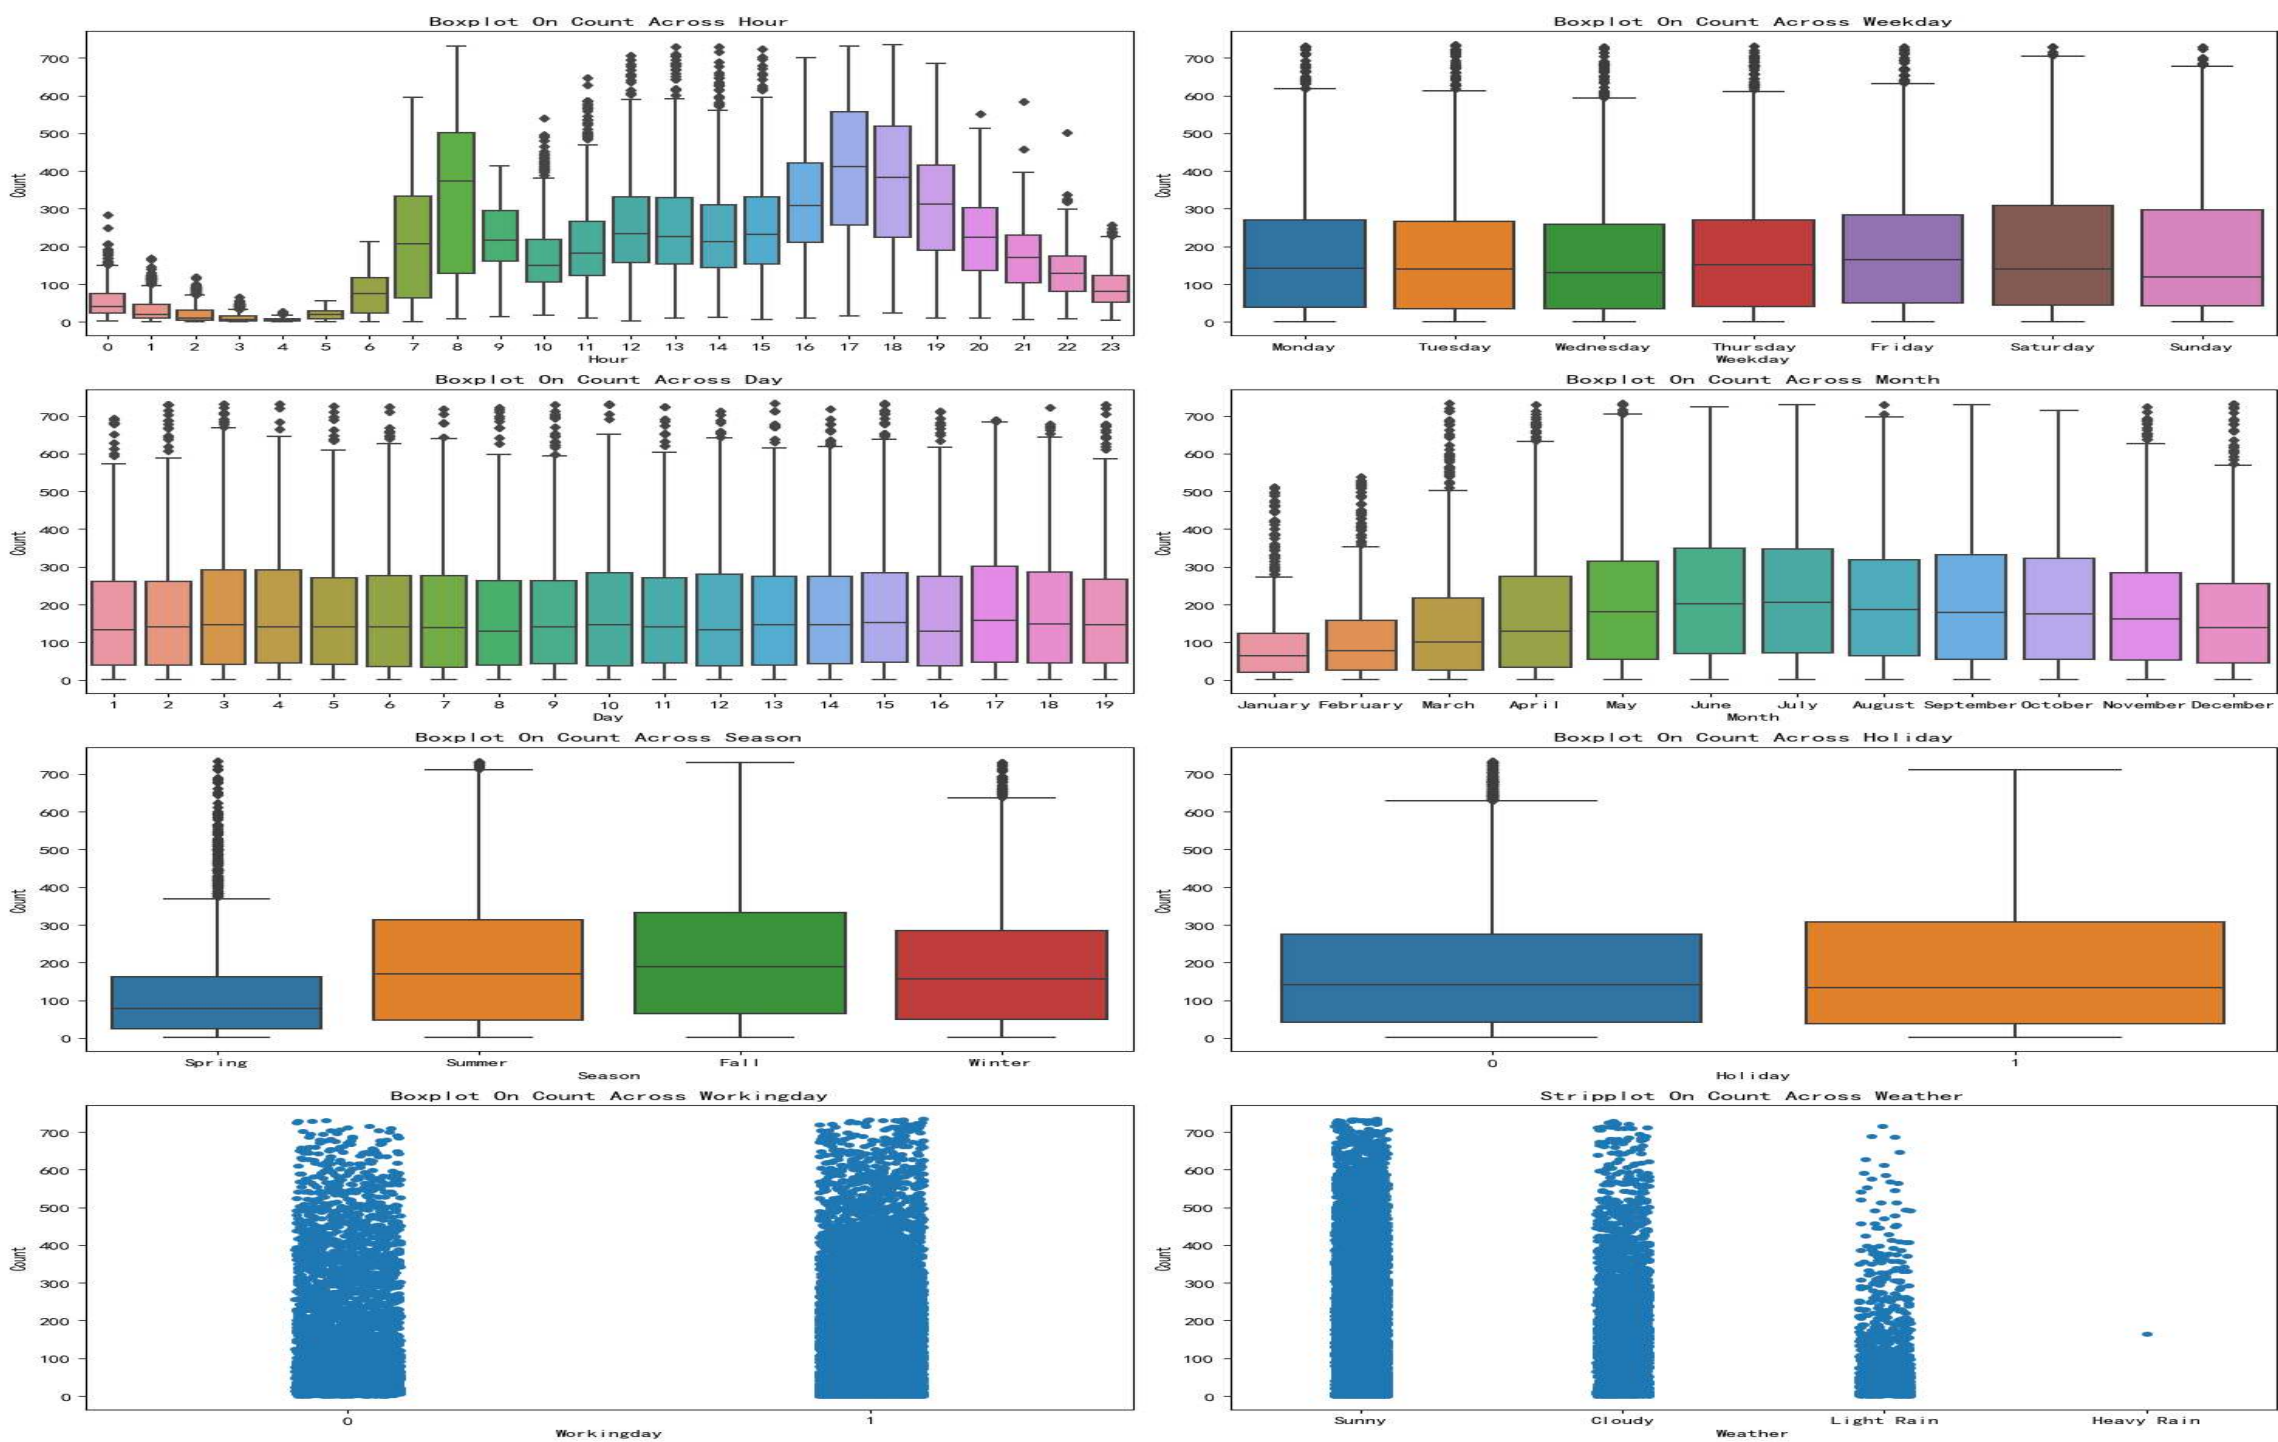 Boxplot On Count Across Hour
700
600
500
400
300
200
100
0
Count
0 1 2 3 4 5 6 7 8 9 10 11 12 13 14 15 16 17 18 19 20 21 22 23
Hour
Boxplot On Count Across Weekday
700
600
500
400
300
200
100
0
Count
Monday Tuesday Wednesday Thursday Friday Saturday Sunday
Weekday
Boxplot On Count Across Day
700
600
500
400
300
200
100
0
Count
1 2 3 4 5 6 7 8 9 10 11 12 13 14 15 16 17 18 19
Day
Boxplot On Count Across Month
700
600
500
400
300
200
100
0
Count
January February March April May June July August September October November December
Month
Boxplot On Count Across Season
700
600
500
400
300
200
100
0
Count
Spring Summer Fall Winter
Season
Boxplot On Count Across Holiday
700
600
500
400
300
200
100
0
Count
0 1
Holiday
Boxplot On Count Across Workingday
700
600
500
400
300
200
100
0
Count
0 1
Workingday
Stripplot On Count Across Weather
700
600
500
400
300
200
100
0
Count
Sunny Cloudy Light Rain Heavy Rain
Weather